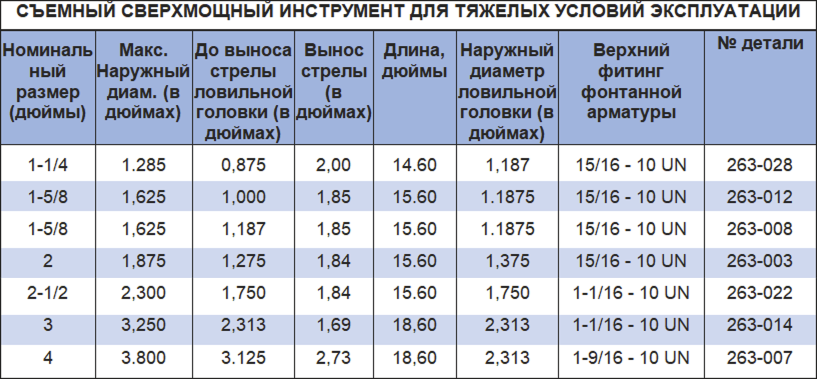 СЪЕМНЫЙ СВЕРХМОЩНЫЙ ИНСТРУМЕНТ ДЛЯ ТЯЖЕЛЫХ УСЛОВИЙ ЭКСПЛУАТАЦИИ
Номиналь
ный
размер
(дюймы)
Макс.
Наружный
диам. (в
дюймах)
До выноса
стрелы
ловильной
головки (в
дюймах)
Вынос
стрелы
(в
дюймах)
Длина,
дюймы
Наружный
диаметр
ловильной
головки (в
дюймах)
Верхний
фитинг
фонтанной
арматуры
№ детали
1-1/4 1.285 0,875 2,00 14.60 1,187 15/16 - 10 UN 263-028
1-5/8 1,625 1,000 1,85 15.60 1.1875 15/16 - 10 UN 263-012
1-5/8 1,625 1,187 1,85 15.60 1.1875 15/16 - 10 UN 263-008
2 1,875 1,275 1,84 15.60 1,375 15/16 - 10 UN 263-003
2-1/2 2,300 1,750 1,84 15.60 1,750 1-1/16 - 10 UN 263-022
3 3,250 2,313 1,69 18,60 2,313 1-1/16 - 10 UN 263-014
4 3.800 3.125 2,73 18,60 2,313 1-9/16 - 10 UN 263-007